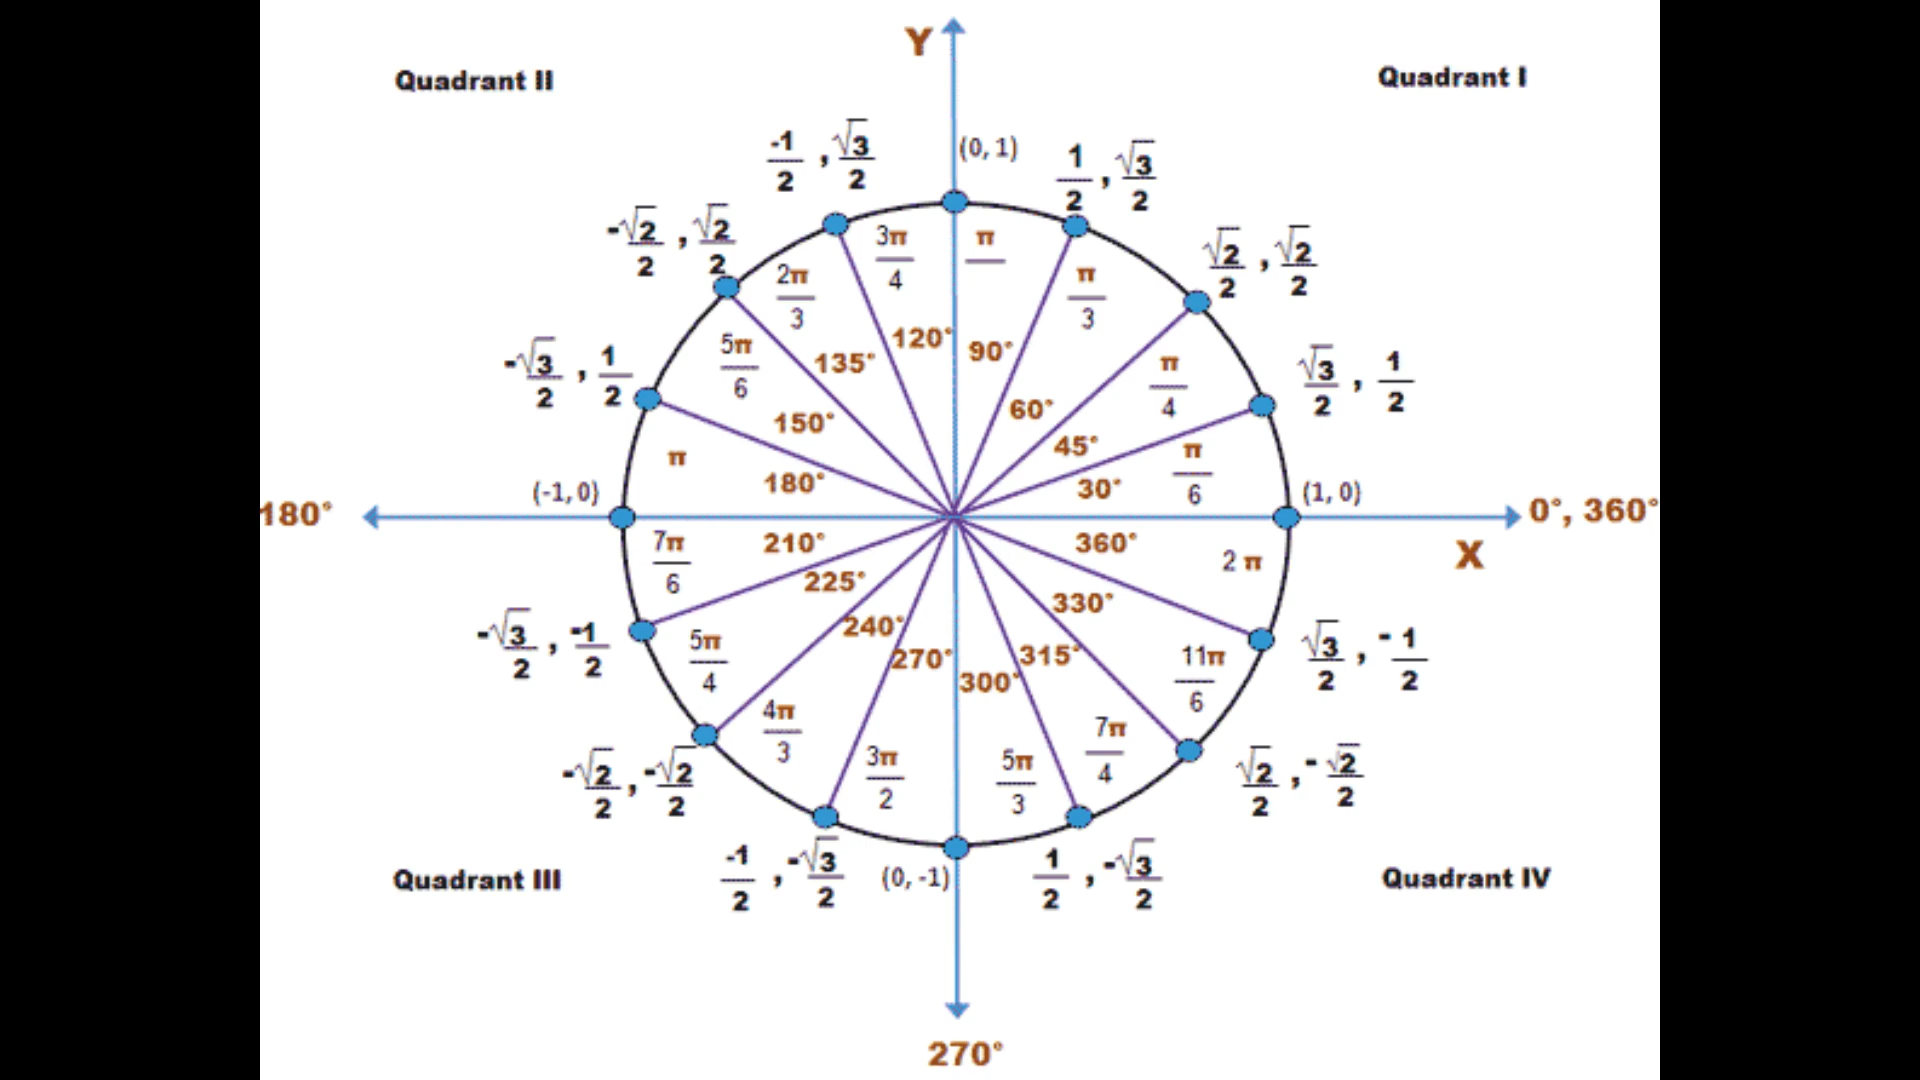 Y
Quadrant II
Quadrant I
-1/2 , √3/2
(0, 1)
1/2 , √3/2
-√2/2 , √2/2
√2/2 , √2/2
3π/4
π
2π/3
π/3
5π/6
120°
90°
135°
-√3/2 , 1/2
π/4
√3/2 , 1/2
60°
150°
45°
π
π/6
180°
30°
(-1, 0)
(1, 0)
180°
0°, 360°
7π/6
210°
360°
2 π
X
225°
330°
240°
-√3/2 , -1/2
5π/4
270°
315°
11π/6
√3/2 , -1/2
300°
4π/3
7π/4
-√2/2 , -√2/2
3π/2
5π/3
√2/2 , -√2/2
-1/2 , -√3/2
(0, -1)
1/2 , -√3/2
Quadrant III
Quadrant IV
270°